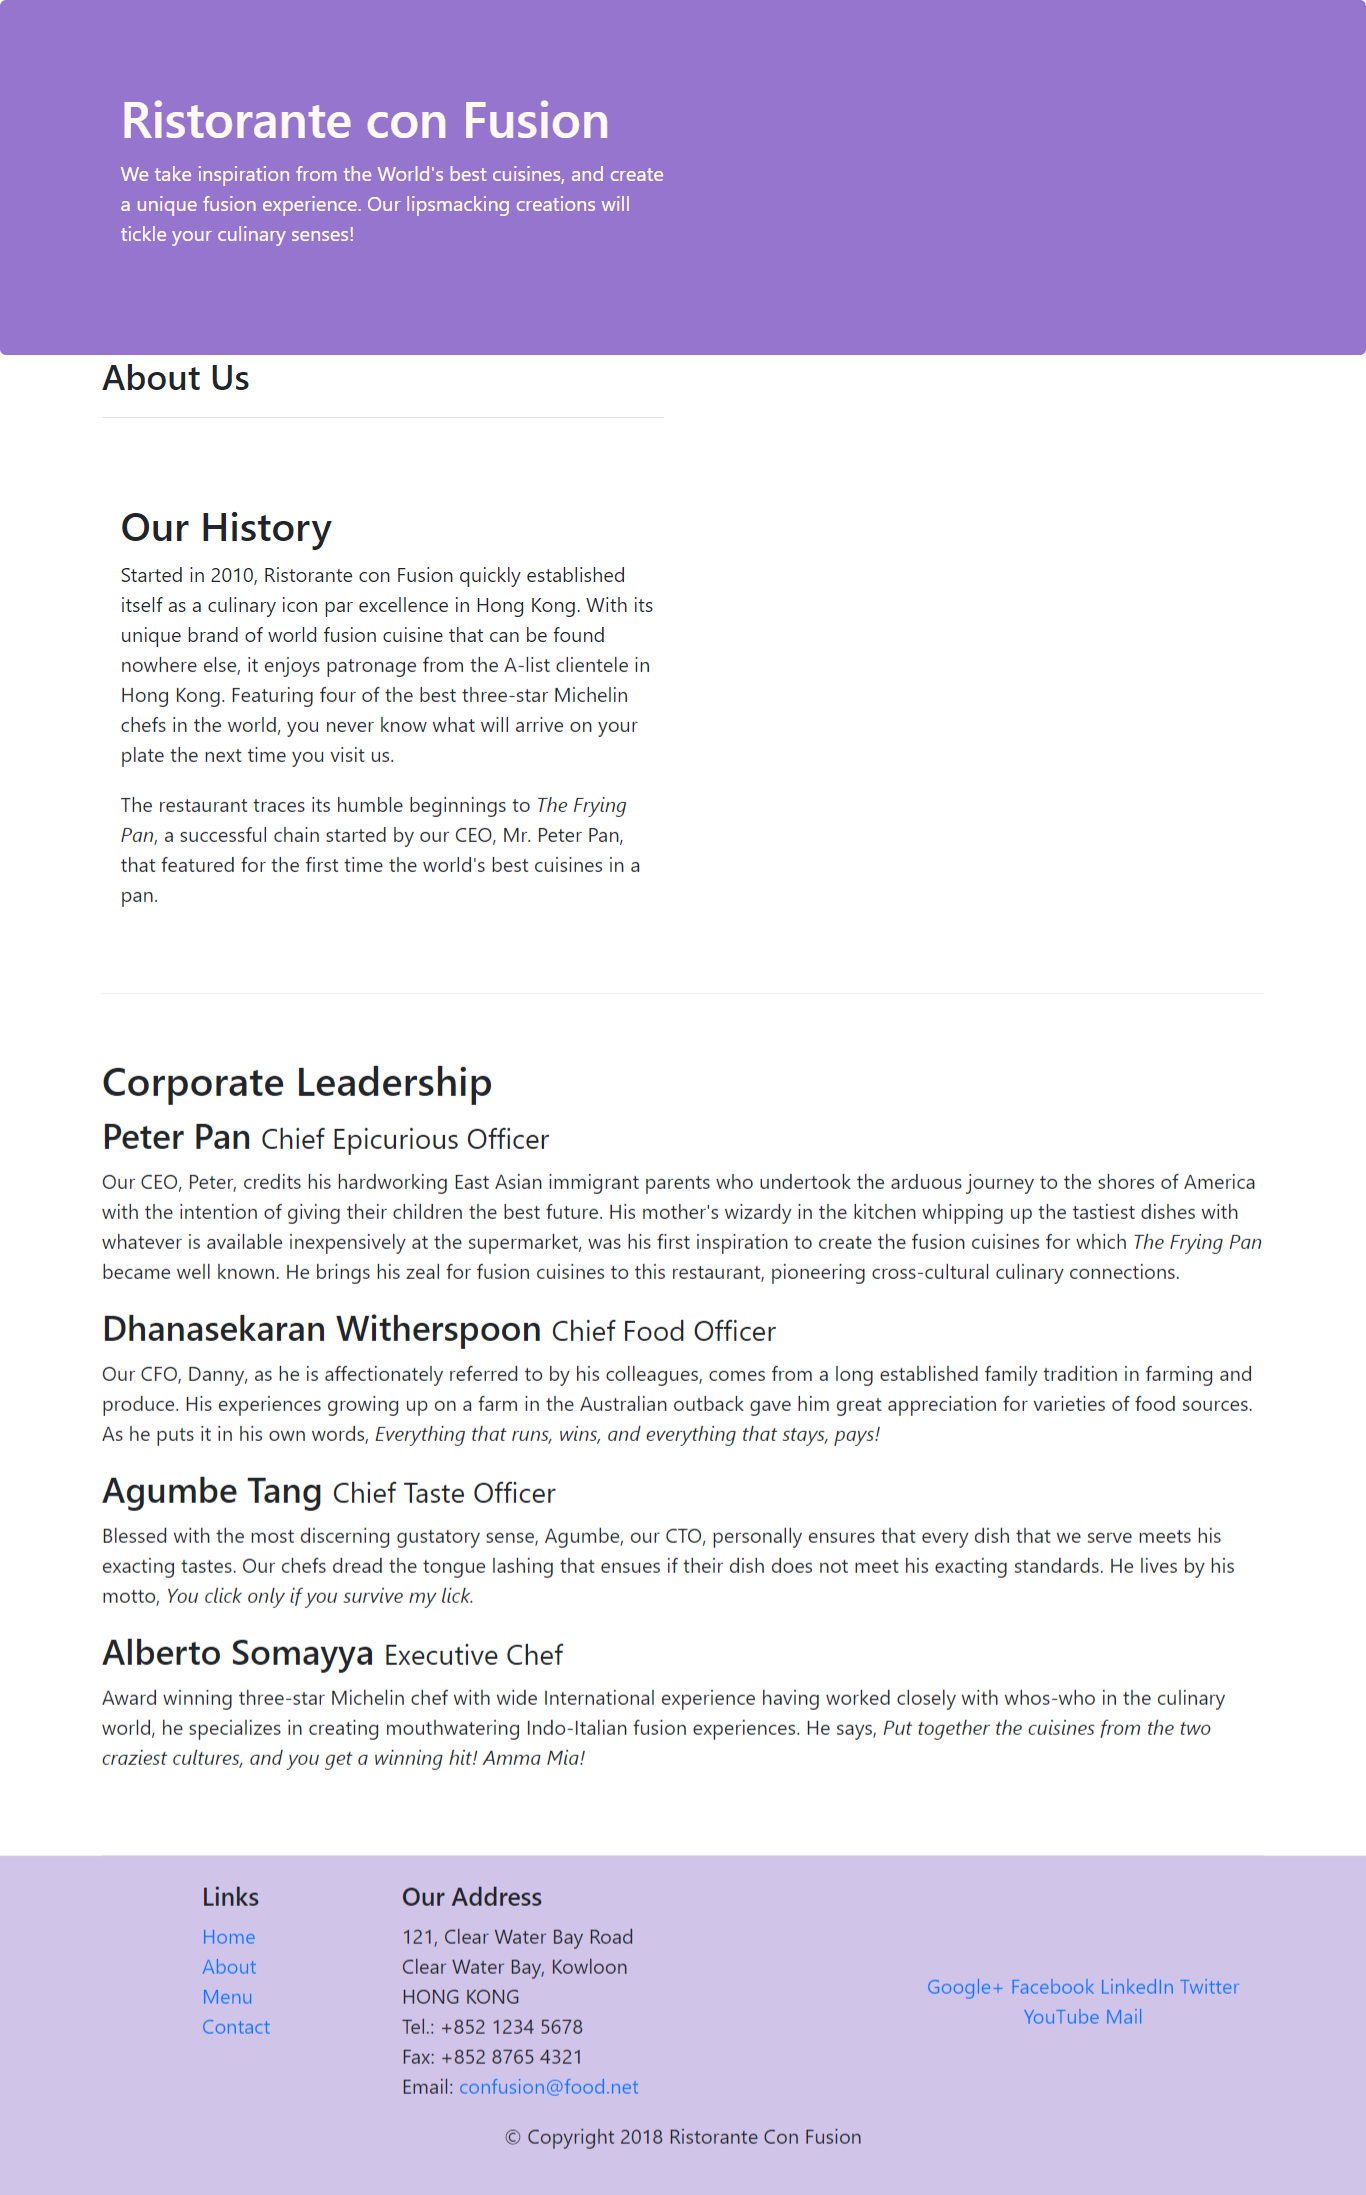 Ristorante con Fusion
We take inspiration from the World's best cuisines, and create
a unique fusion experience. Our lipsmacking creations will
tickle your culinary senses!
About Us
Our History
Started in 2010, Ristorante con Fusion quickly established
itself as a culinary icon par excellence in Hong Kong. With its
unique brand of world fusion cuisine that can be found
nowhere else, it enjoys patronage from the A-list clientele in
Hong Kong. Featuring four of the best three-star Michelin
chefs in the world, you never know what will arrive on your
plate the next time you visit us.
The restaurant traces its humble beginnings to The Frying
Pan, a successful chain started by our CEO, Mr. Peter Pan,
that featured for the first time the world's best cuisines in a
pan.
Corporate Leadership
Peter Pan Chief Epicurious Officer
Our CEO, Peter, credits his hardworking East Asian immigrant parents who undertook the arduous journey to the shores of America
with the intention of giving their children the best future. His mother's wizardy in the kitchen whipping up the tastiest dishes with
whatever is available inexpensively at the supermarket, was his first inspiration to create the fusion cuisines for which The Frying Pan
became well known. He brings his zeal for fusion cuisines to this restaurant, pioneering cross-cultural culinary connections.
Dhanasekaran Witherspoon Chief Food Officer
Our CFO, Danny, as he is affectionately referred to by his colleagues, comes from a long established family tradition in farming and
produce. His experiences growing up on a farm in the Australian outback gave him great appreciation for varieties of food sources.
As he puts it in his own words, Everything that runs, wins, and everything that stays, pays!
Agumbe Tang Chief Taste Officer
Blessed with the most discerning gustatory sense, Agumbe, our CTO, personally ensures that every dish that we serve meets his
exacting tastes. Our chefs dread the tongue lashing that ensues if their dish does not meet his exacting standards. He lives by his
motto, You click only if you survive my lick.
Alberto Somayya Executive Chef
Award winning three-star Michelin chef with wide International experience having worked closely with whos-who in the culinary
world, he specializes in creating mouthwatering Indo-Italian fusion experiences. He says, Put together the cuisines from the two
craziest cultures, and you get a winning hit! Amma Mia!
Links
Home
About
Menu
Contact
Our Address
121, Clear Water Bay Road
Clear Water Bay, Kowloon
HONG KONG
Tel.: +852 1234 5678
Fax: +852 8765 4321
Email: confusion@food.net
Google+ Facebook LinkedIn Twitter
YouTube Mail
© Copyright 2018 Ristorante Con Fusion